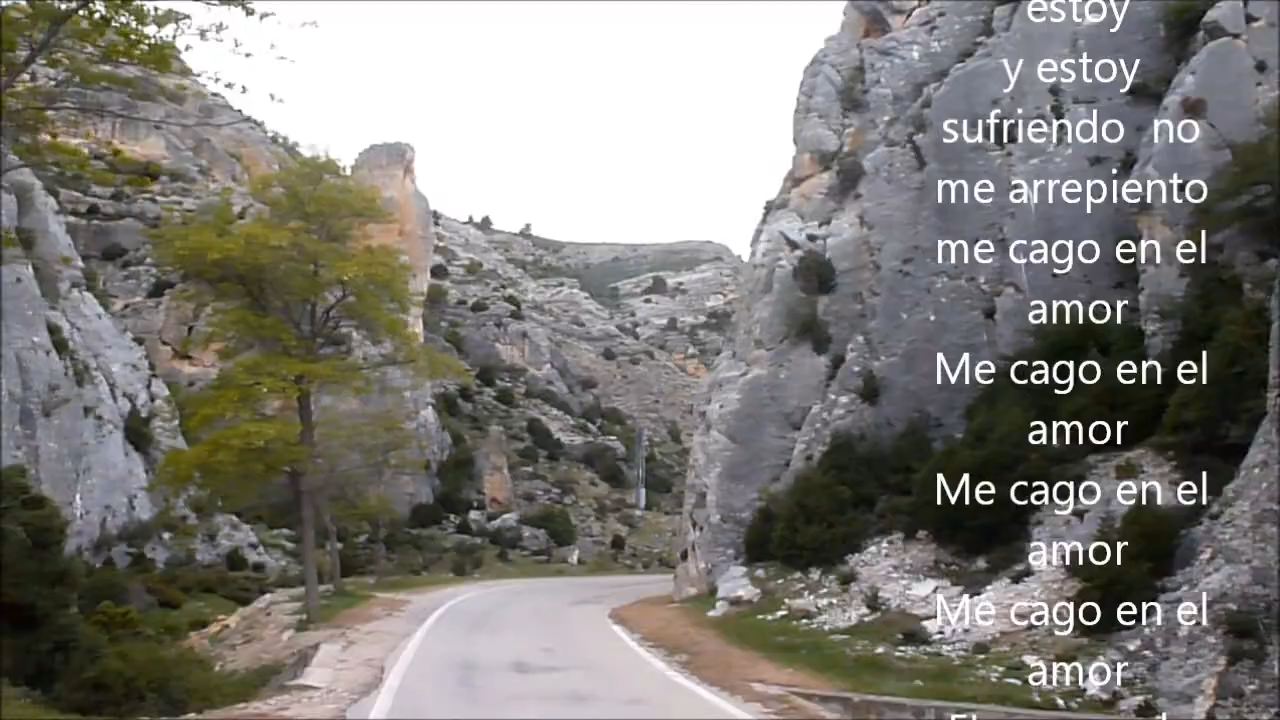 estoy
y estoy
sufriendo  no
me arrepiento
me cago en el
amor
Me cago en el
amor
Me cago en el
amor
Me cago en el
amor